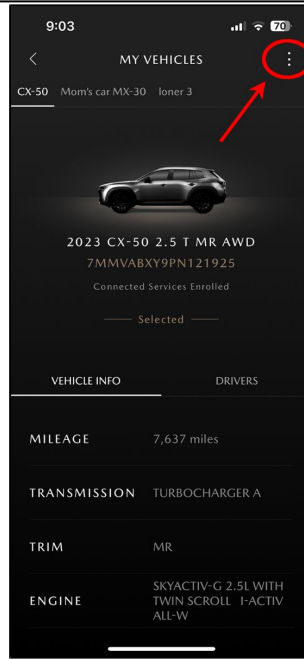 9:03
70
MY VEHICLES
CX-50 Mom's car MX-30 loner 3
2023 CX-50 2.5 T MR AWD
7MMVABXY9PN121925
Connected Services Enrolled
Selected
VEHICLE INFO DRIVERS
MILEAGE 7,637 miles
TRANSMISSION TURBOCHARGER A
TRIM MR
ENGINE SKYACTIV-G 2.5L WITH
TWIN SCROLL I-ACTIV
ALL-W